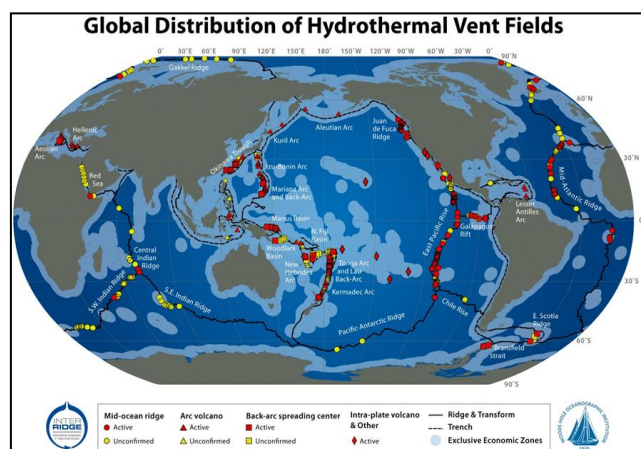 Global Distribution of Hydrothermal Vent Fields
0°
30°E
60°E
90°E
120°E
150°E
180°
150°W
120°W
90°W
60°W
30°W
0°
90°N
Gakkel Ridge
60°N
Aleutian Arc
Juan
de Fuca
Ridge
Kuril Arc
Hellenic
Arc
Aeolian
Arc
Okinawa Trough
Izu-Bonin Arc
30°N
Red
Sea
Mariana Arc
and Back-Arc
Mid-Atlantic Ridge
Lesser
Antilles
Arc
Manus Basin
N. Fiji
Basin
East Pacific Rise
Galapagos
Rift
0°
Woodlark
Basin
Central
Indian
Ridge
New
Hebrides
Arc
Tonga Arc
and Lau
Back-Arc
S.W. Indian Ridge
S.E. Indian Ridge
Kermadec Arc
30°S
Chile Rise
Pacific-Antarctic Ridge
E. Scotia
Ridge
Bransfield
Strait
60°S
90°S
INTER
RIDGE
Mid-ocean ridge
Active
Unconfirmed
Arc volcano
Active
Unconfirmed
Back-arc spreading center
Active
Unconfirmed
Intra-plate volcano
& Other
Active
Ridge & Transform
Trench
Exclusive Economic Zones
WOODS HOLE OCEANOGRAPHIC INSTITUTION
1930